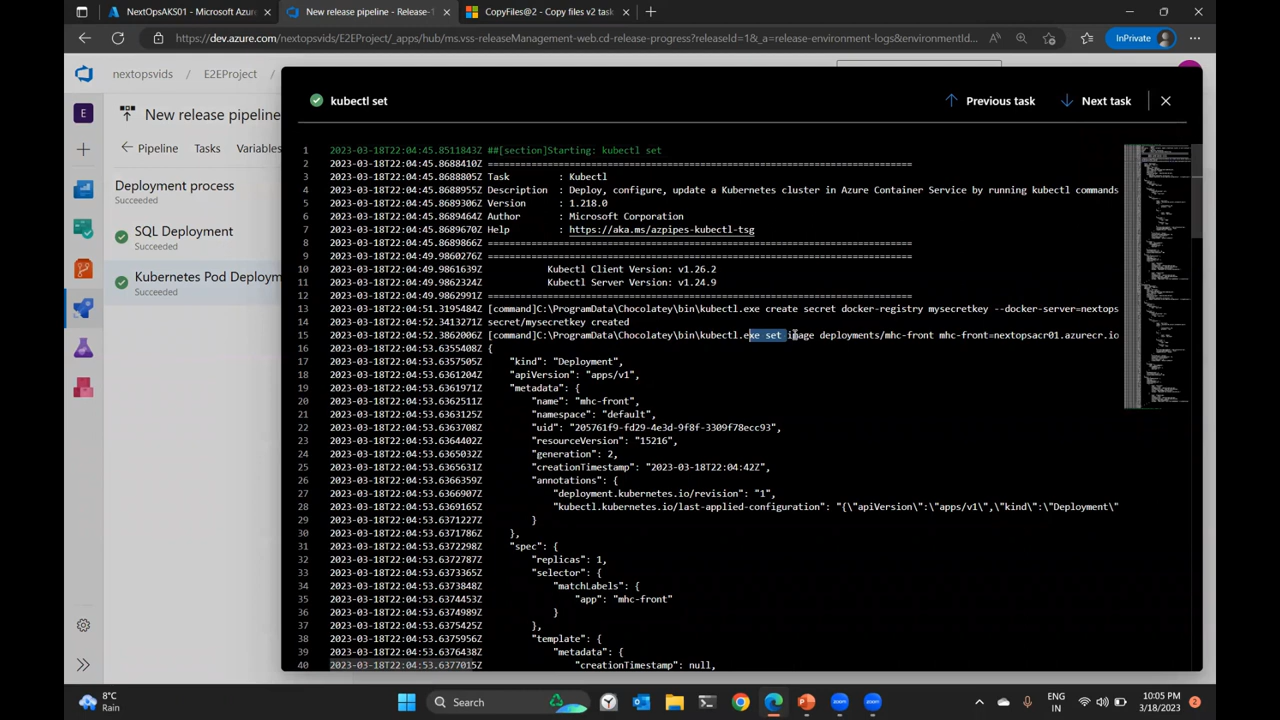 NextOpsAKS01 - Microsoft Azur
New release pipeline - Release-1
CopyFiles@2 - Copy files v2 task
https://dev.azure.com/nextopsvids/E2EProject/_apps/hub/ms.vss-releaseManagement-web.cd-release-progress?releaseId=1&_a=release-environment-logs&environmentId...
InPrivate
nextopsvids / E2EProject /
E
New release pipeline
Pipeline Tasks Variables
Deployment process
Succeeded
SQL Deployment
Succeeded
Kubernetes Pod Deploym
Succeeded
kubectl set
Previous task
Next task
1 2023-03-18T22:04:45.8511843Z ##[section]Starting: kubectl set
2 2023-03-18T22:04:45.8688410Z ==============================================================================
3 2023-03-18T22:04:45.8688805Z Task : Kubectl
4 2023-03-18T22:04:45.8689036Z Description : Deploy, configure, update a Kubernetes cluster in Azure Container Service by running kubectl commands
5 2023-03-18T22:04:45.8689306Z Version : 1.218.0
6 2023-03-18T22:04:45.8689404Z Author : Microsoft Corporation
7 2023-03-18T22:04:45.8689530Z Help : https://aka.ms/azpipes-kubectl-tsg
8 2023-03-18T22:04:45.8689663Z ==============================================================================
9 2023-03-18T22:04:49.9860276Z ==============================================================================
10 2023-03-18T22:04:49.9861639Z Kubectl Client Version: v1.26.2
11 2023-03-18T22:04:49.9862354Z Kubectl Server Version: v1.24.9
12 2023-03-18T22:04:49.9862991Z ==============================================================================
13 2023-03-18T22:04:51.3195484Z [command]C:\ProgramData\Chocolatey\bin\kubectl.exe create secret docker-registry mysecretkey --docker-server=nextops
14 2023-03-18T22:04:52.3413271Z secret/mysecretkey created
15 2023-03-18T22:04:52.3862006Z [command]C:\ProgramData\Chocolatey\bin\kubectl.exe set image deployments/mhc-front mhc-front=nextopsacr01.azurecr.io
16 2023-03-18T22:04:53.6355498Z {
17 2023-03-18T22:04:53.6357505Z "kind": "Deployment",
18 2023-03-18T22:04:53.6361239Z "apiVersion": "apps/v1",
19 2023-03-18T22:04:53.6361971Z "metadata": {
20 2023-03-18T22:04:53.6362511Z "name": "mhc-front",
21 2023-03-18T22:04:53.6363125Z "namespace": "default",
22 2023-03-18T22:04:53.6363708Z "uid": "205761f9-fd29-4e3d-9f8f-3309f78ecc93",
23 2023-03-18T22:04:53.6364402Z "resourceVersion": "15216",
24 2023-03-18T22:04:53.6365032Z "generation": 2,
25 2023-03-18T22:04:53.6365631Z "creationTimestamp": "2023-03-18T22:04:42Z",
26 2023-03-18T22:04:53.6366359Z "annotations": {
27 2023-03-18T22:04:53.6366907Z "deployment.kubernetes.io/revision": "1",
28 2023-03-18T22:04:53.6369165Z "kubectl.kubernetes.io/last-applied-configuration": "{\"apiVersion\":\"apps/v1\",\"kind\":\"Deployment\"
29 2023-03-18T22:04:53.6371227Z }
30 2023-03-18T22:04:53.6371786Z },
31 2023-03-18T22:04:53.6372298Z "spec": {
32 2023-03-18T22:04:53.6372787Z "replicas": 1,
33 2023-03-18T22:04:53.6373365Z "selector": {
34 2023-03-18T22:04:53.6373848Z "matchLabels": {
35 2023-03-18T22:04:53.6374453Z "app": "mhc-front"
36 2023-03-18T22:04:53.6374989Z }
37 2023-03-18T22:04:53.6375425Z },
38 2023-03-18T22:04:53.6375956Z "template": {
39 2023-03-18T22:04:53.6376438Z "metadata": {
40 2023-03-18T22:04:53.6377015Z "creationTimestamp": null,
8°C
Rain
Search
ENG
IN
10:05 PM
3/18/2023
2